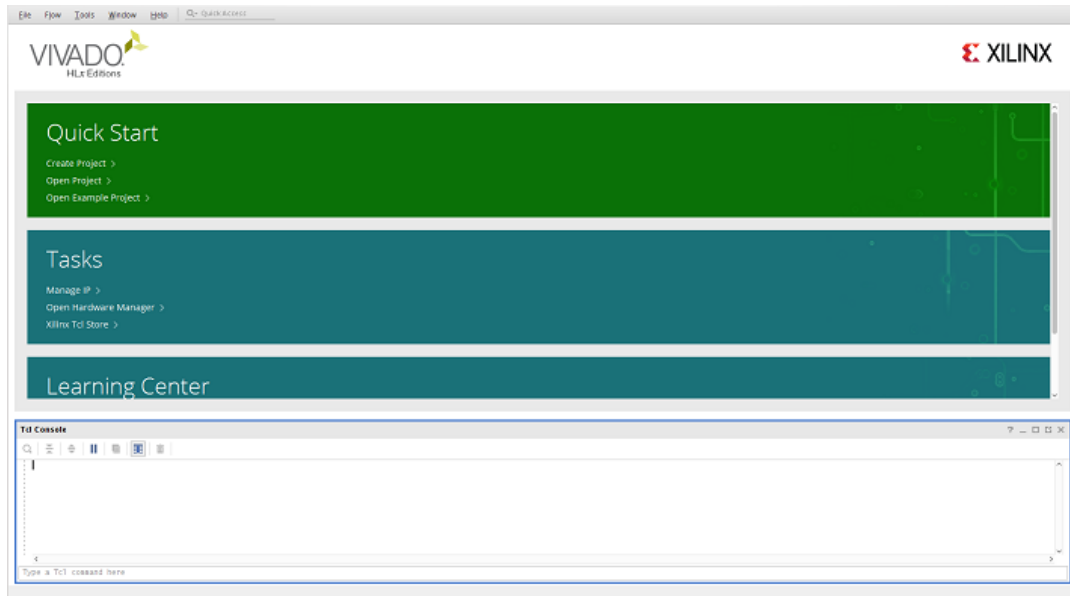 File Flow Tools Window Help Quick Access
VIVADO.
HLx Editions
XILINX
Quick Start
Create Project >
Open Project >
Open Example Project >
Tasks
Manage IP >
Open Hardware Manager >
Xilinx Tcl Store >
Learning Center
Tcl Console
Type a Tcl command here